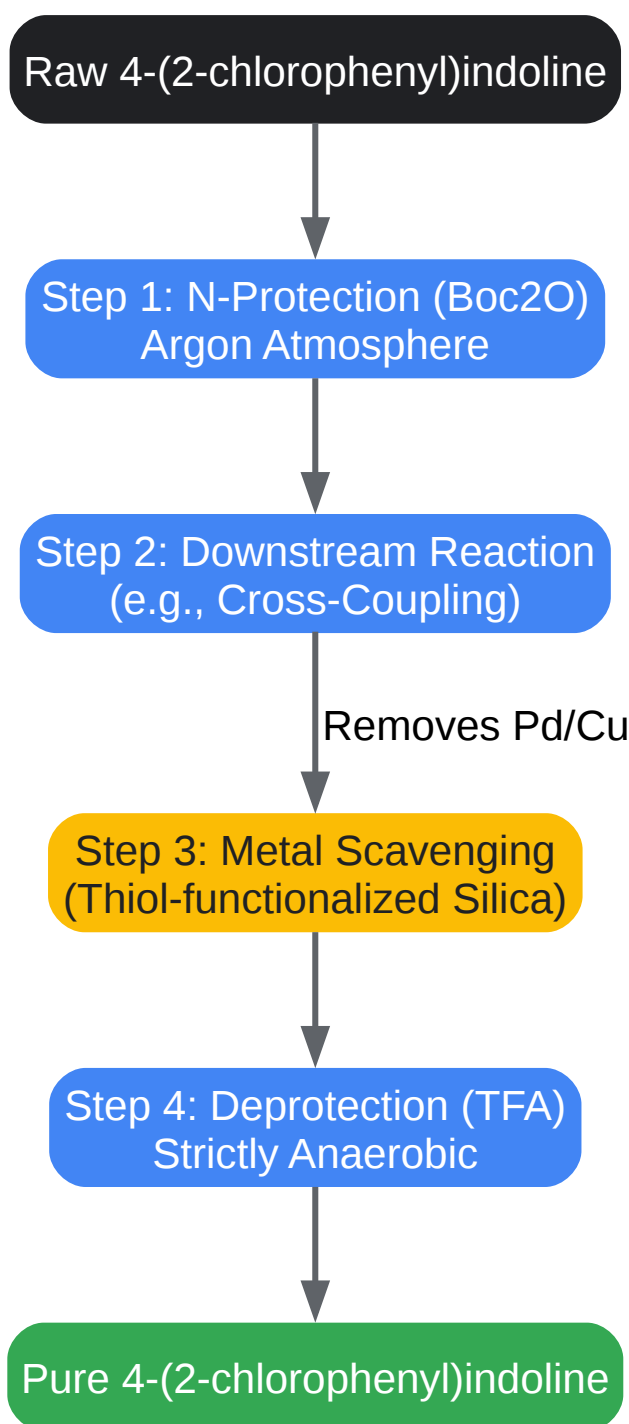 Raw 4-(2-chlorophenyl)indoline
Step 1: N-Protection (Boc2O)
Argon Atmosphere
Step 2: Downstream Reaction
(e.g., Cross-Coupling)
Removes Pd/Cu
Step 3: Metal Scavenging
(Thiol-functionalized Silica)
Step 4: Deprotection (TFA)
Strictly Anaerobic
Pure 4-(2-chlorophenyl)indoline